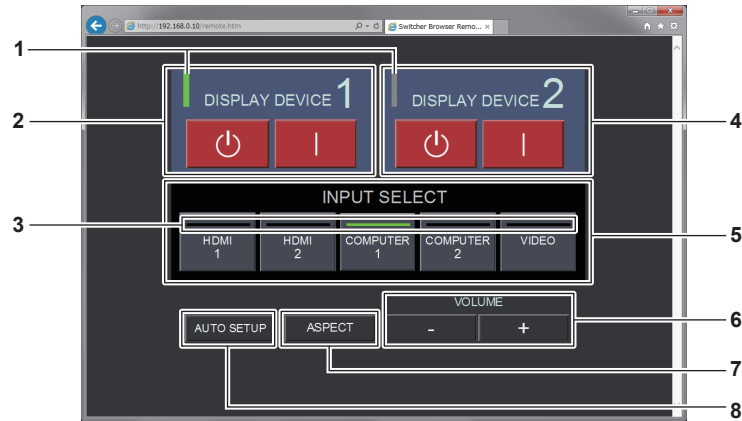 http://192.168.0.10/remote.htm
Switcher Browser Remo...
1
DISPLAY DEVICE 1
DISPLAY DEVICE 2
2
4
INPUT SELECT
3
HDMI 1
HDMI 2
COMPUTER 1
COMPUTER 2
VIDEO
5
VOLUME
6
AUTO SETUP
ASPECT
-
+
7
8